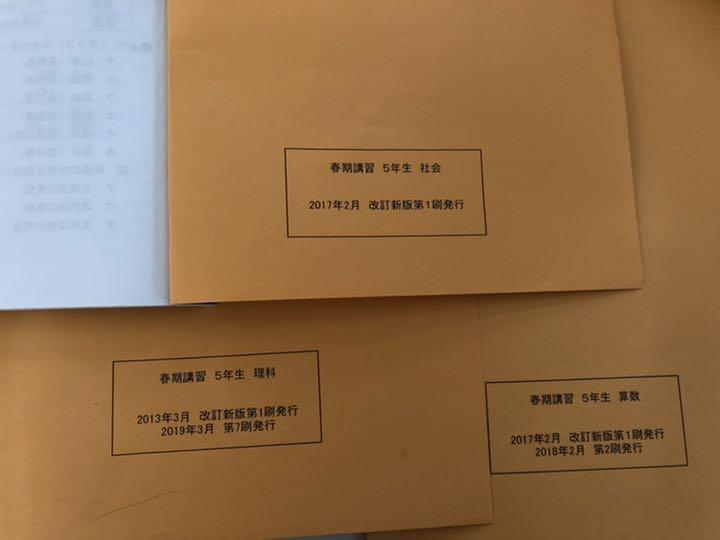 春期講習 5年生 社会
2017年2月 改訂新版第1刷発行
春期講習 5年生 理科
2013年3月 改訂新版第1刷発行
2019年3月 第7刷発行
春期講習 5年生 算数
2017年2月 改訂新版第1刷発行
2018年2月 第2刷発行